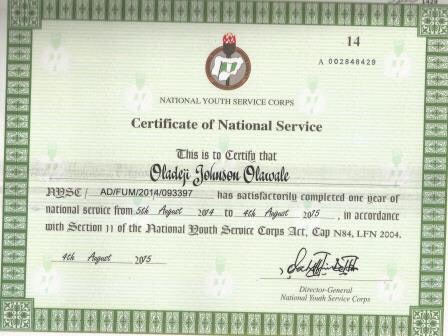 14
A 002848429
NATIONAL YOUTH SERVICE CORPS
Certificate of National Service
This is to Certify that
Oladeji Johnson Olawale
NYSC/ AD/FUM/2014/093397 has satisfactorily completed one year of
national service from 5th August 2014 to 4th August 2015, in accordance
with Section 11 of the National Youth Service Corps Act, Cap N84, LFN 2004.
4th August 2015
Director-General
National Youth Service Corps